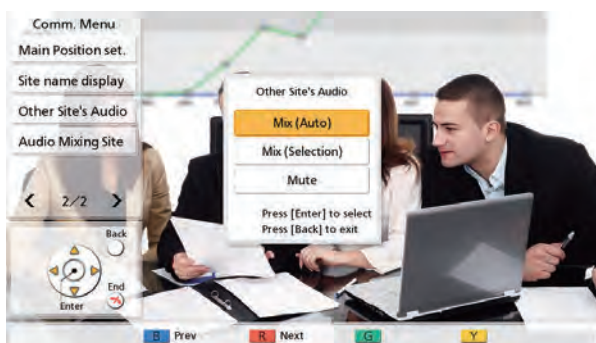 Comm. Menu
Main Position set.
Site name display
Other Site's Audio
Audio Mixing Site
< 2/2 >
Back
End
Enter
Other Site's Audio
Mix (Auto)
Mix (Selection)
Mute
Press [Enter] to select
Press [Back] to exit
B Prev R Next G Y